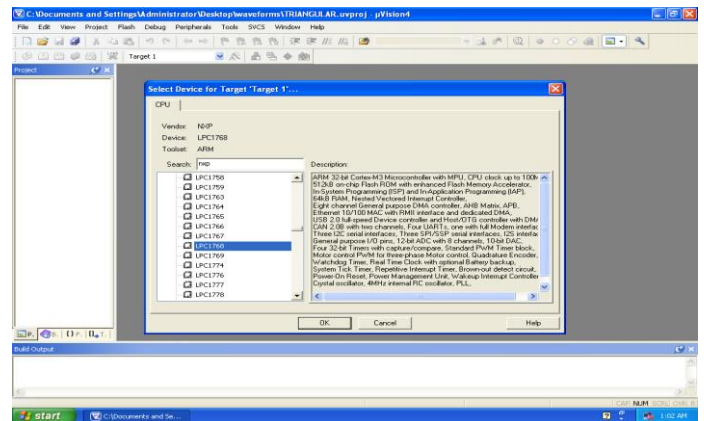 C:\Documents and Settings\Administrator\Desktop\waveforms\TRIANGULAR.uvproj - µVision4
File Edit View Project Flash Debug Peripherals Tools SVCS Window Help
Target 1
Project
Select Device for Target 'Target 1'...
CPU
Vendor: NXP
Device: LPC1768
Toolset: ARM
Search: nxp
Description:
LPC1758
LPC1759
LPC1763
LPC1764
LPC1765
LPC1766
LPC1767
LPC1768
LPC1769
LPC1774
LPC1776
LPC1777
LPC1778
ARM 32-bit Cortex-M3 Microcontroller with MPU, CPU clock up to 100M
512kB on-chip Flash ROM with enhanced Flash Memory Accelerator,
In-System Programming (ISP) and In-Application Programming (IAP),
64kB RAM, Nested Vectored Interrupt Controller,
Eight channel General purpose DMA controller, AHB Matrix, APB,
Ethernet 10/100 MAC with RMII interface and dedicated DMA,
USB 2.0 full-speed Device controller and Host/OTG controller with DMA
CAN 2.0B with two channels, Four UARTs, one with full Modem interfac
Three I2C serial interfaces, Three SPI/SSP serial interfaces, I2S interfac
General purpose I/O pins, 12-bit ADC with 8 channels, 10-bit DAC,
Four 32-bit Timers with capture/compare, Standard PWM Timer block,
Motor control PWM for three-phase Motor control, Quadrature Encoder,
Watchdog Timer, Real Time Clock with optional Battery backup,
System Tick Timer, Repetitive Interrupt Timer, Brown-out detect circuit,
Power-On Reset, Power Management Unit, Wakeup Interrupt Controller
Crystal oscillator, 4MHz internal RC oscillator, PLL,
OK Cancel Help
Build Output
CAP NUM SCRL OVR R
start C:\Documents and Se... 1:02 AM